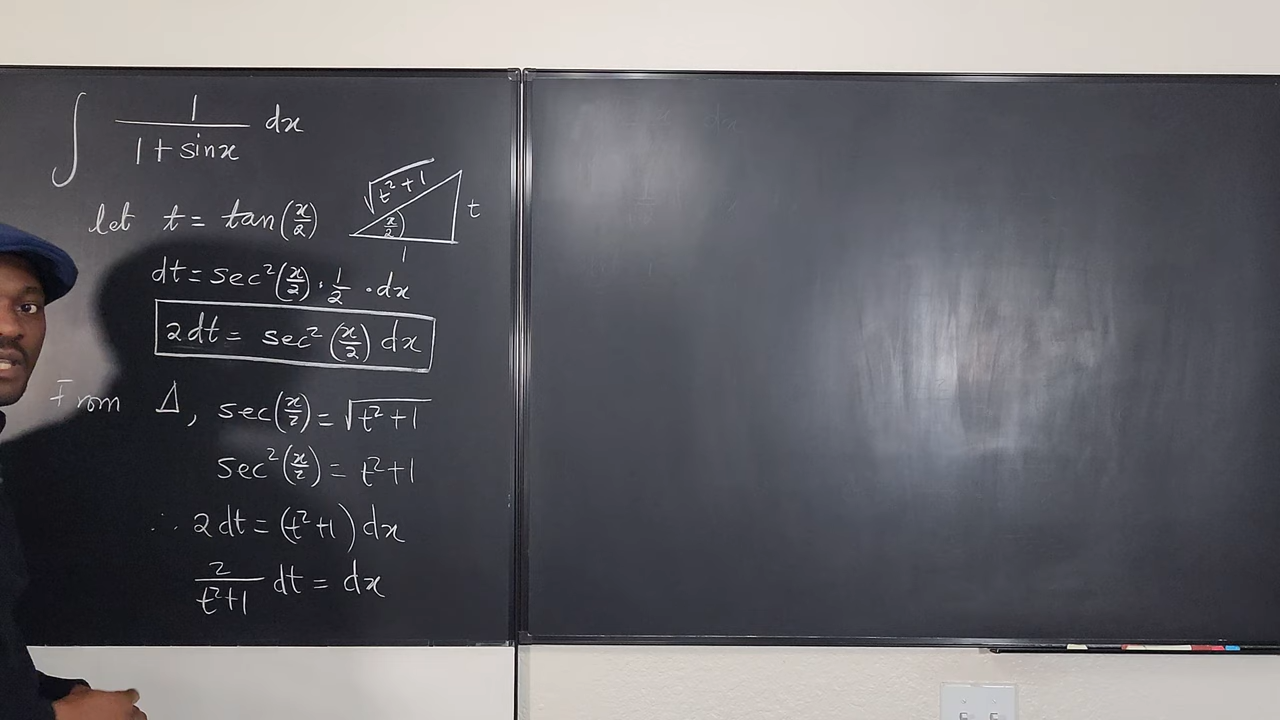 ∫ 1/(1 + sinx) dx
let t = tan(x/2)
√(t² + 1)
x/2
t
1
dt = sec²(x/2) · 1/2 · dx
2dt = sec²(x/2) dx
From Δ, sec(x/2) = √(t² + 1)
sec²(x/2) = t² + 1
∴ 2dt = (t² + 1) dx
2/(t² + 1) dt = dx